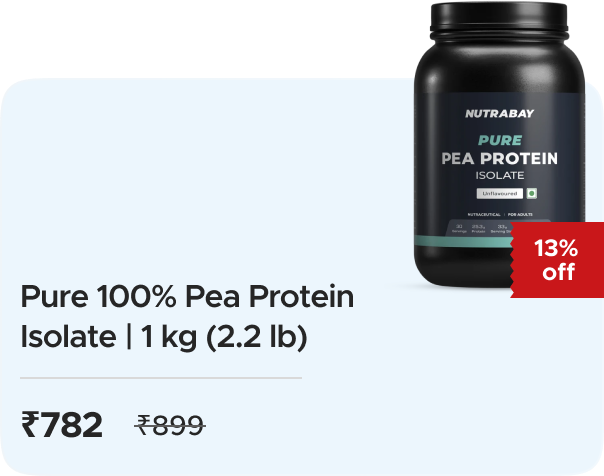 NUTRABAY
PURE
PEA PROTEIN
ISOLATE
Unflavoured
NUTRACEUTICAL | FOR ADULTS
13%
off
Pure 100% Pea Protein
Isolate | 1 kg (2.2 lb)
₹782 ₹899